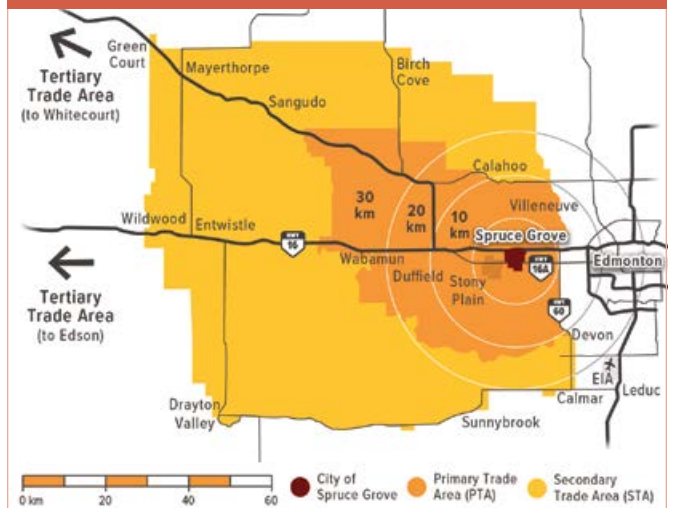 Green
Court
Mayerthorpe
Birch
Cove
Tertiary
Trade Area
(to Whitecourt)
Sangudo
Calahoo
30
km
20
km
10
km
Villeneuve
Wildwood
Entwistle
Spruce Grove
HWY
16
Wabamun
Duffield
Stony
Plain
HWY
16A
Edmonton
Tertiary
Trade Area
(to Edson)
HWY
60
Devon
EIA
Leduc
Calmar
Drayton
Valley
Sunnybrook
0 km
20
40
60
City of
Spruce Grove
Primary Trade
Area (PTA)
Secondary
Trade Area (STA)